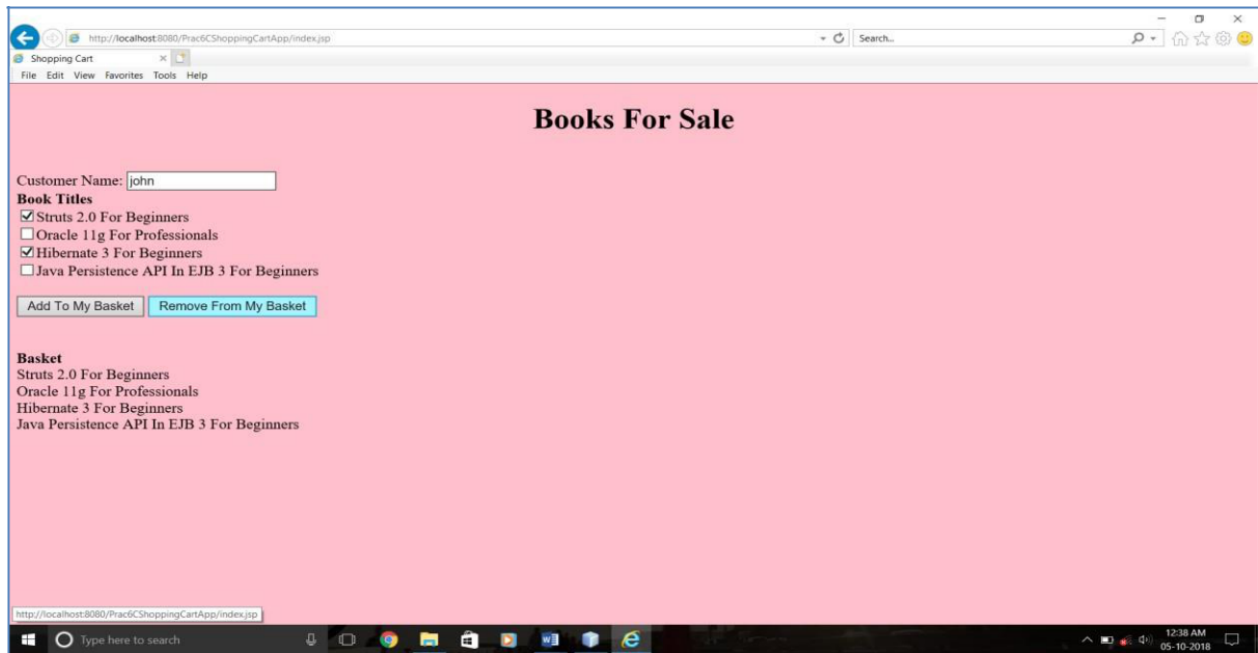 http://localhost:8080/Prac6CShoppingCartApp/index.jsp
Search...
Shopping Cart
File Edit View Favorites Tools Help
Books For Sale
Customer Name: john
Book Titles
Struts 2.0 For Beginners
Oracle 11g For Professionals
Hibernate 3 For Beginners
Java Persistence API In EJB 3 For Beginners
Add To My Basket Remove From My Basket
Basket
Struts 2.0 For Beginners
Oracle 11g For Professionals
Hibernate 3 For Beginners
Java Persistence API In EJB 3 For Beginners
http://localhost:8080/Prac6CShoppingCartApp/index.jsp
Type here to search
12:38 AM
05-10-2018